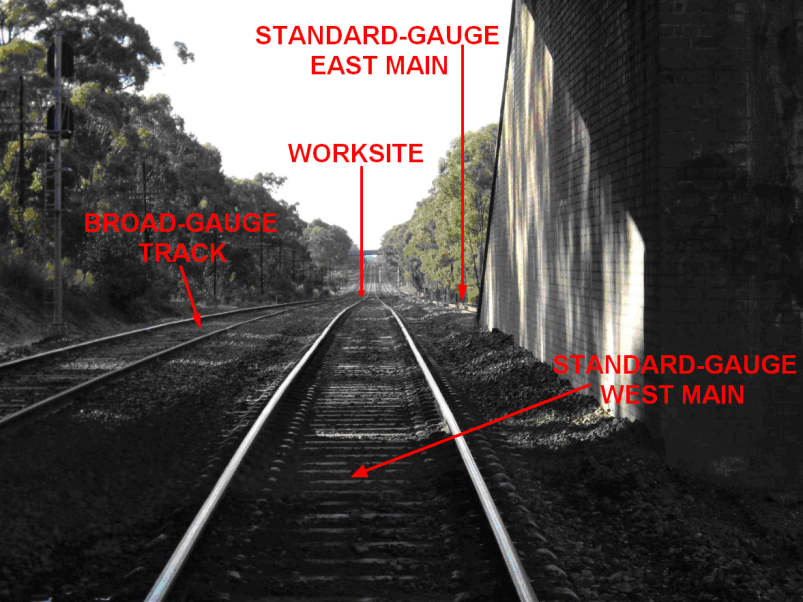 STANDARD-GAUGE
EAST MAIN
WORKSITE
BROAD-GAUGE
TRACK
STANDARD-GAUGE
WEST MAIN